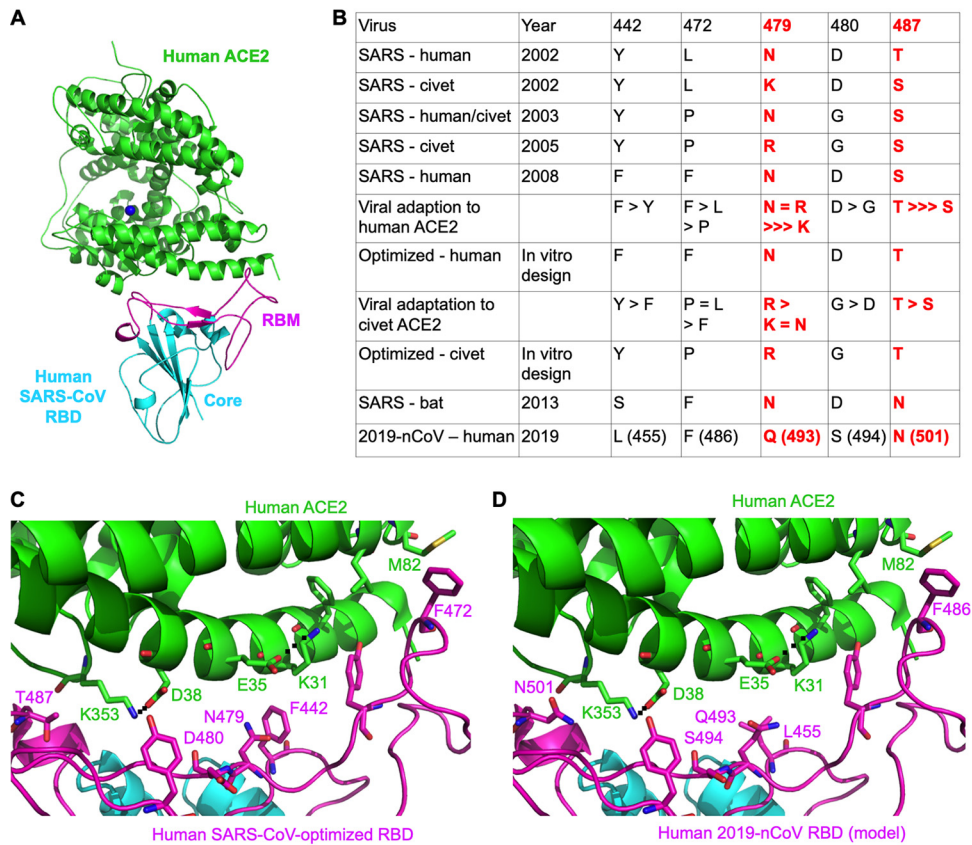 A
Human ACE2
RBM
Human
SARS-CoV
RBD
Core
B
Virus Year 442 472 479 480 487
SARS - human 2002 Y L N D T
SARS - civet 2002 Y L K D S
SARS - human/civet 2003 Y P N G S
SARS - civet 2005 Y P R G S
SARS - human 2008 F F N D S
Viral adaption to F > Y F > L N = R D > G T >>> S
human ACE2 > P >>> K
Optimized - human In vitro F F N D T
design
Viral adaptation to Y > F P = L R > G > D T > S
civet ACE2 > F K = N
Optimized - civet In vitro Y P R G T
design
SARS - bat 2013 S F N D N
2019-nCoV – human 2019 L (455) F (486) Q (493) S (494) N (501)
C
Human ACE2
M82
F472
E35
K31
D38
T487
K353
N479
F442
D480
Human SARS-CoV-optimized RBD
D
Human ACE2
M82
F486
E35
K31
D38
N501
K353
Q493
L455
S494
Human 2019-nCoV RBD (model)